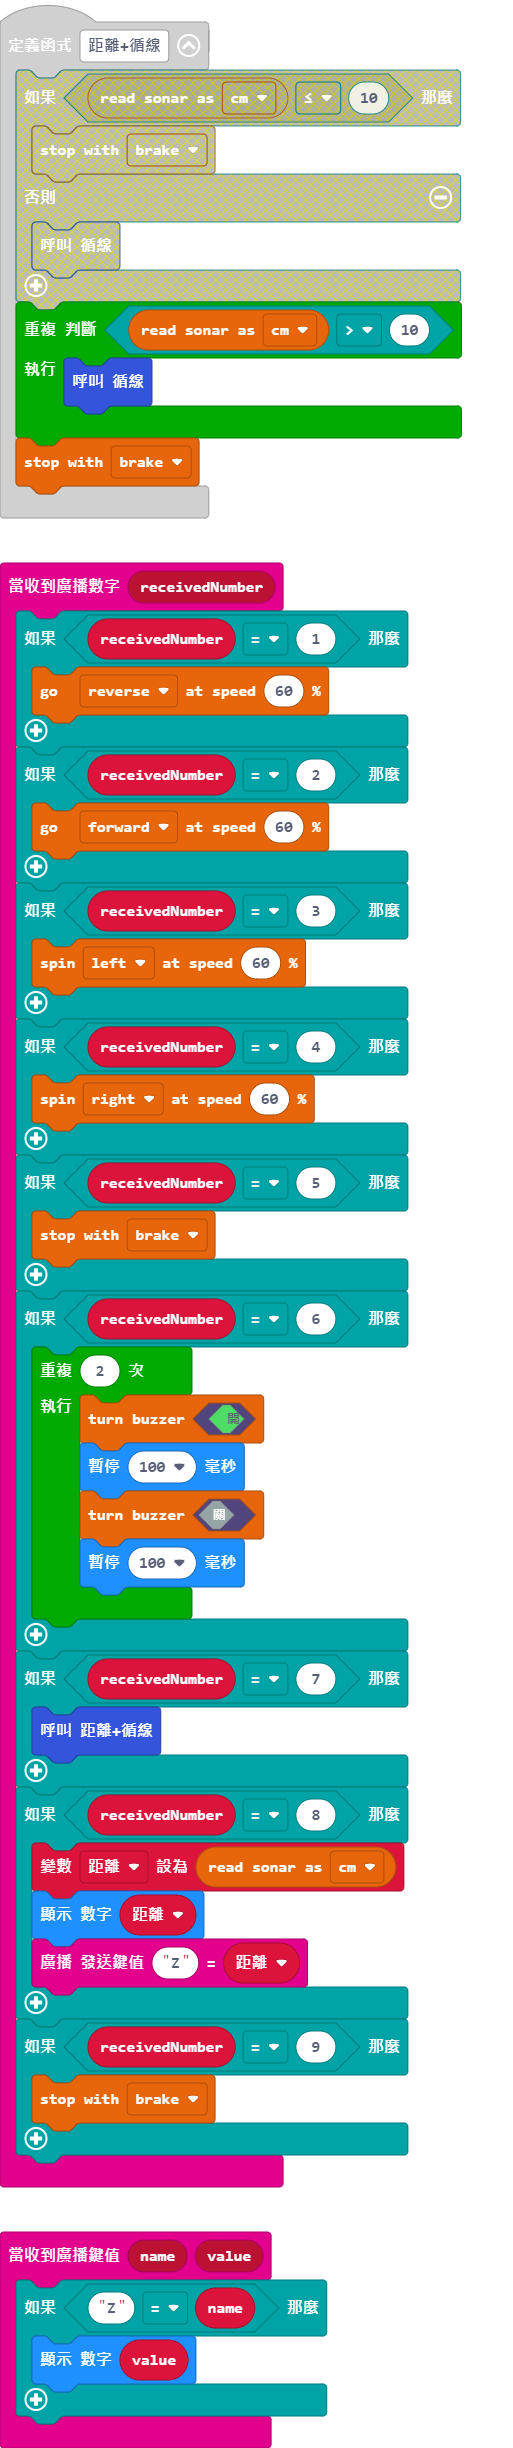 定義函式 距離+循線
如果 read sonar as cm ≤ 10 那麼
stop with brake
否則
呼叫 循線
重複 判斷 read sonar as cm > 10
執行 呼叫 循線
stop with brake
當收到廣播數字 receivedNumber
如果 receivedNumber = 1 那麼
go reverse at speed 60 %
如果 receivedNumber = 2 那麼
go forward at speed 60 %
如果 receivedNumber = 3 那麼
spin left at speed 60 %
如果 receivedNumber = 4 那麼
spin right at speed 60 %
如果 receivedNumber = 5 那麼
stop with brake
如果 receivedNumber = 6 那麼
重複 2 次
執行 turn buzzer 開
暫停 100 毫秒
turn buzzer 關
暫停 100 毫秒
如果 receivedNumber = 7 那麼
呼叫 距離+循線
如果 receivedNumber = 8 那麼
變數 距離 設為 read sonar as cm
顯示 數字 距離
廣播 發送鍵值 "Z" = 距離
如果 receivedNumber = 9 那麼
stop with brake
當收到廣播鍵值 name value
如果 "Z" = name 那麼
顯示 數字 value